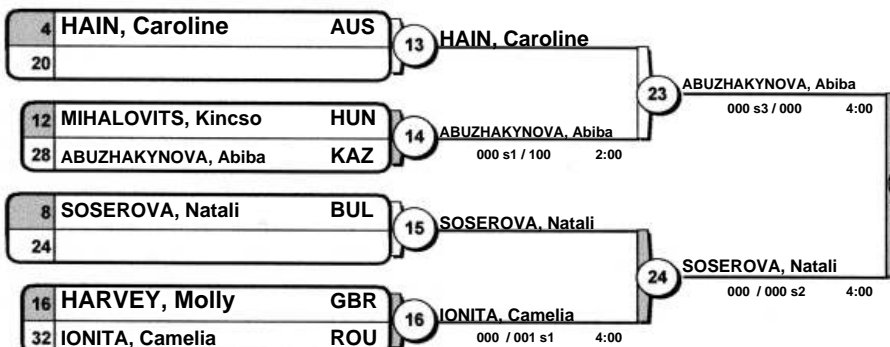 4 HAIN, Caroline AUS
20
13 HAIN, Caroline
12 MIHALOVITS, Kincso HUN
28 ABUZHAKYNOVA, Abiba KAZ
14 ABUZHAKYNOVA, Abiba
000 s1 / 100 2:00
23 ABUZHAKYNOVA, Abiba
000 s3 / 000 4:00
8 SOSEROVA, Natali BUL
24
15 SOSEROVA, Natali
16 HARVEY, Molly GBR
32 IONITA, Camelia ROU
16 IONITA, Camelia
000 / 001 s1 4:00
24 SOSEROVA, Natali
000 / 000 s2 4:00